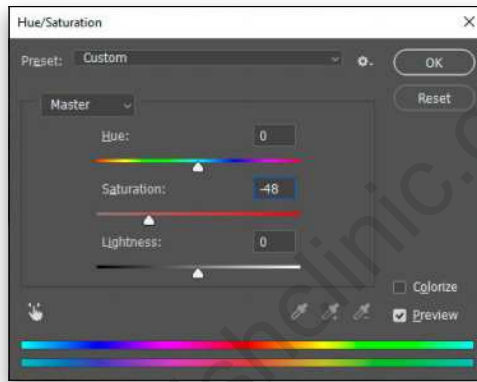 Hue/Saturation
Preset: Custom
OK
Reset
Master
Hue: 0
Saturation: -48
Lightness: 0
Colorize
Preview